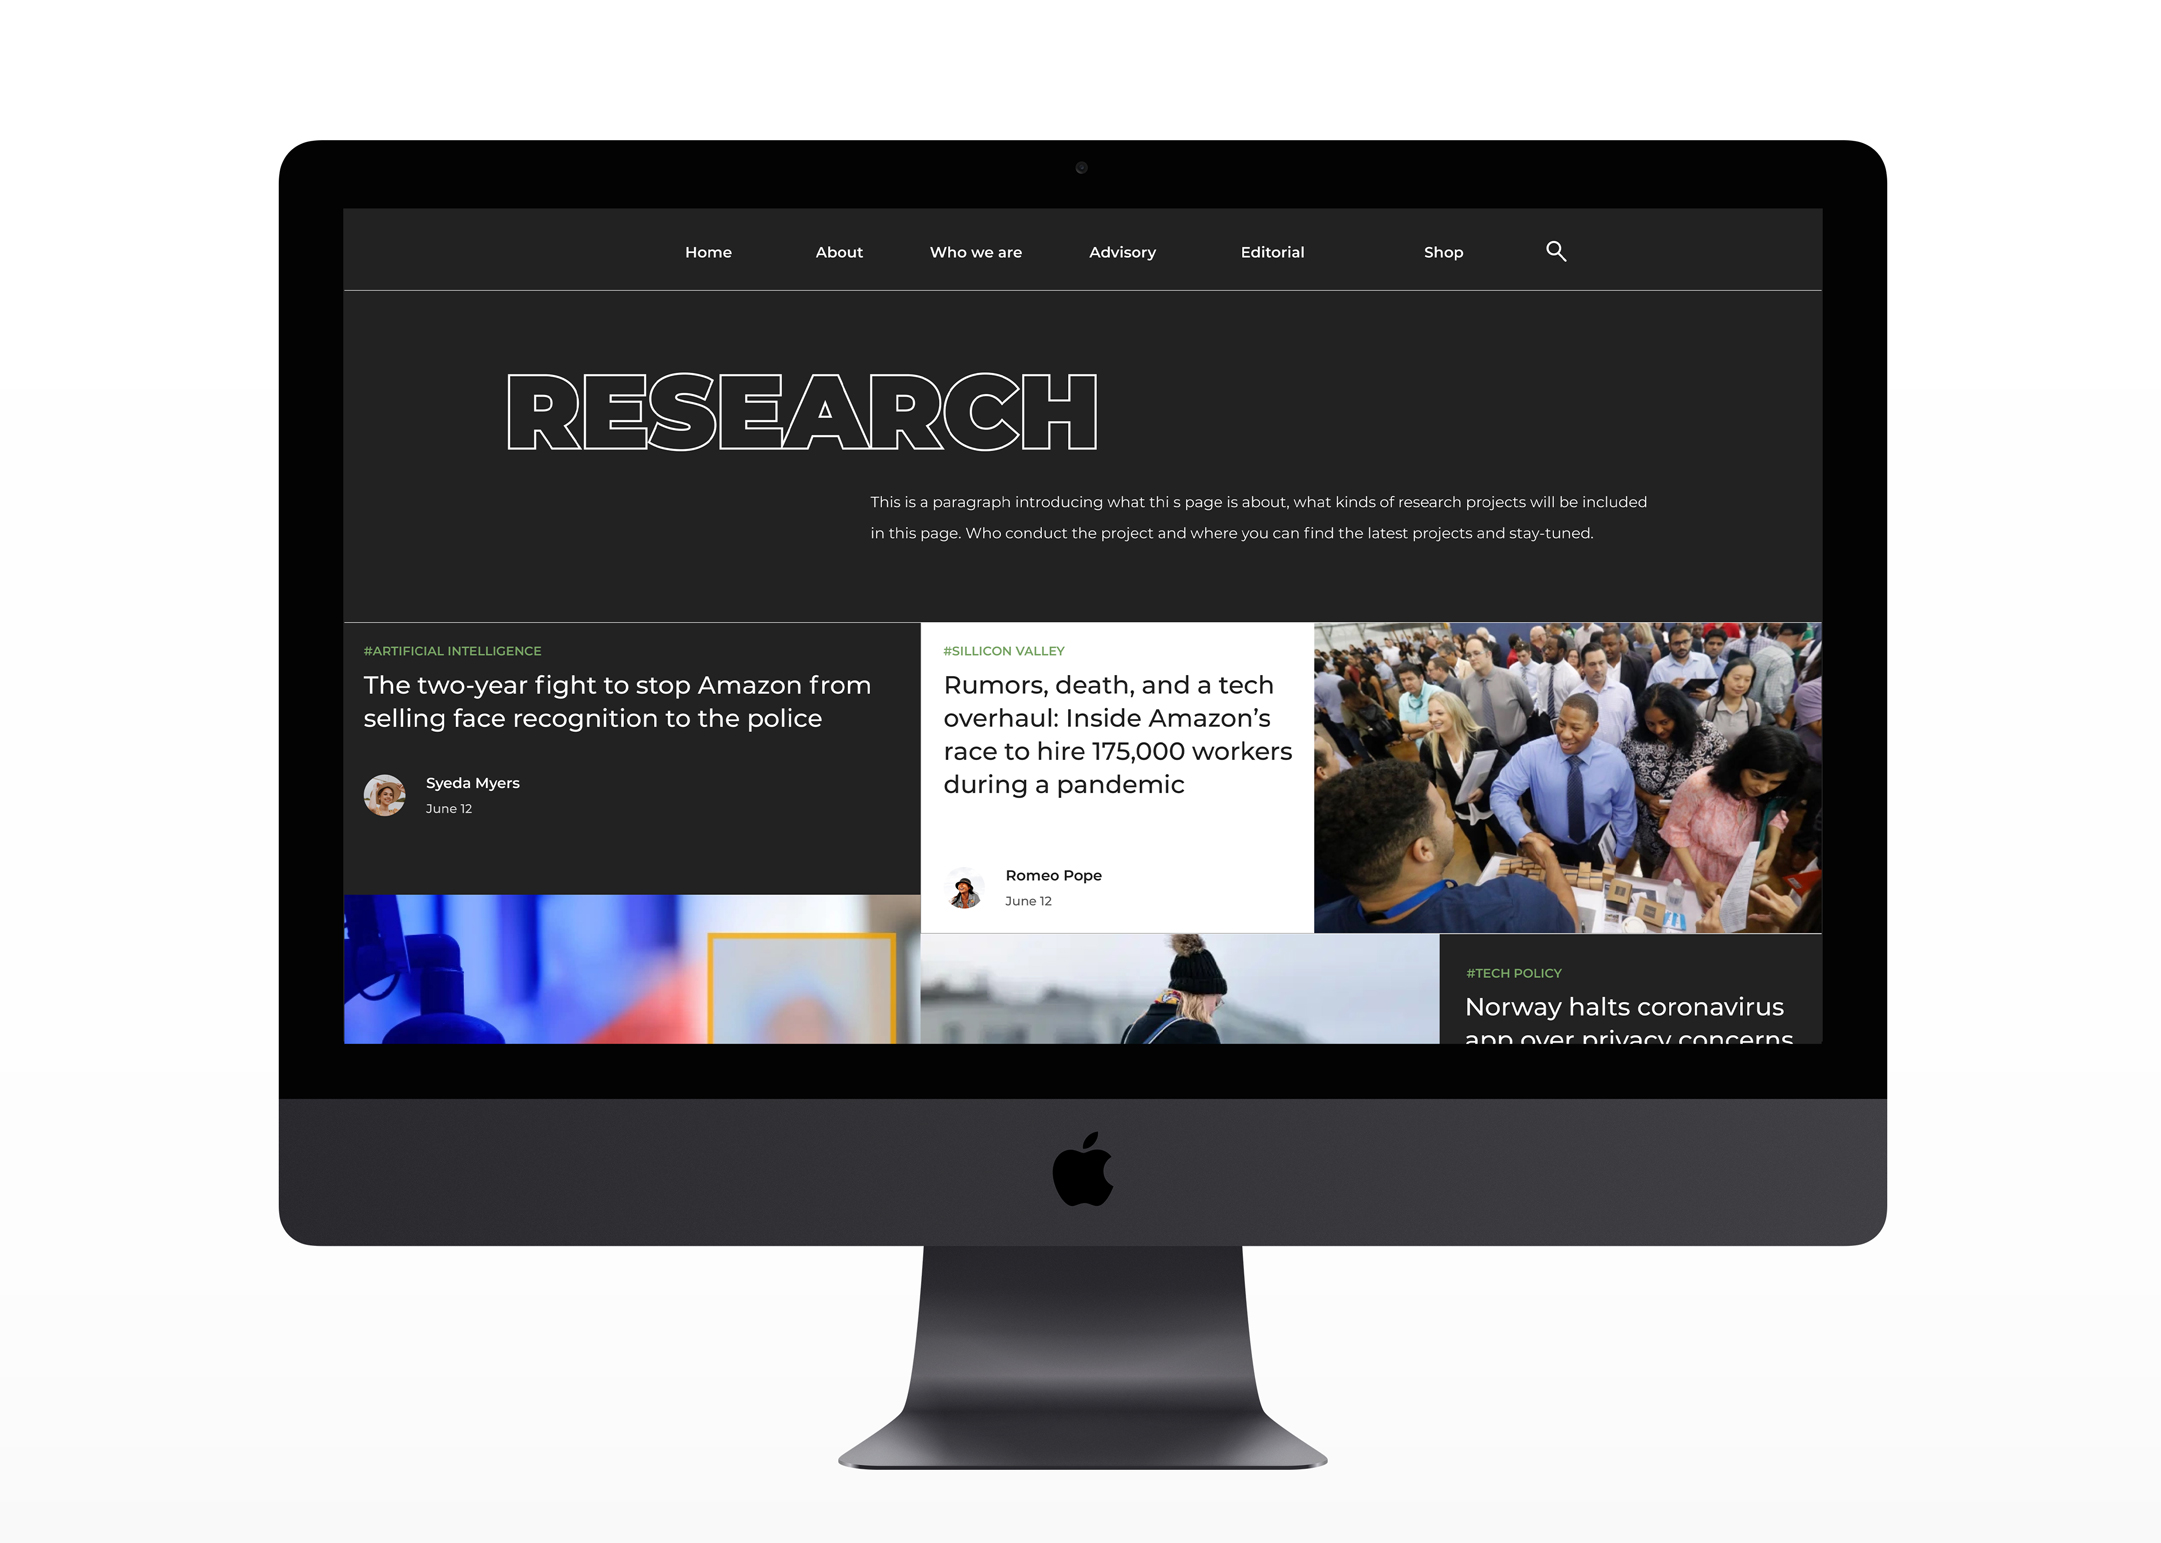 Home About Who we are Advisory Editorial Shop
RESEARCH
This is a paragraph introducing what thi s page is about, what kinds of research projects will be included
in this page. Who conduct the project and where you can find the latest projects and stay-tuned.
#ARTIFICIAL INTELLIGENCE
The two-year fight to stop Amazon from
selling face recognition to the police
Syeda Myers
June 12
#SILLICON VALLEY
Rumors, death, and a tech
overhaul: Inside Amazon’s
race to hire 175,000 workers
during a pandemic
Romeo Pope
June 12
#TECH POLICY
Norway halts coronavirus
app over privacy concerns